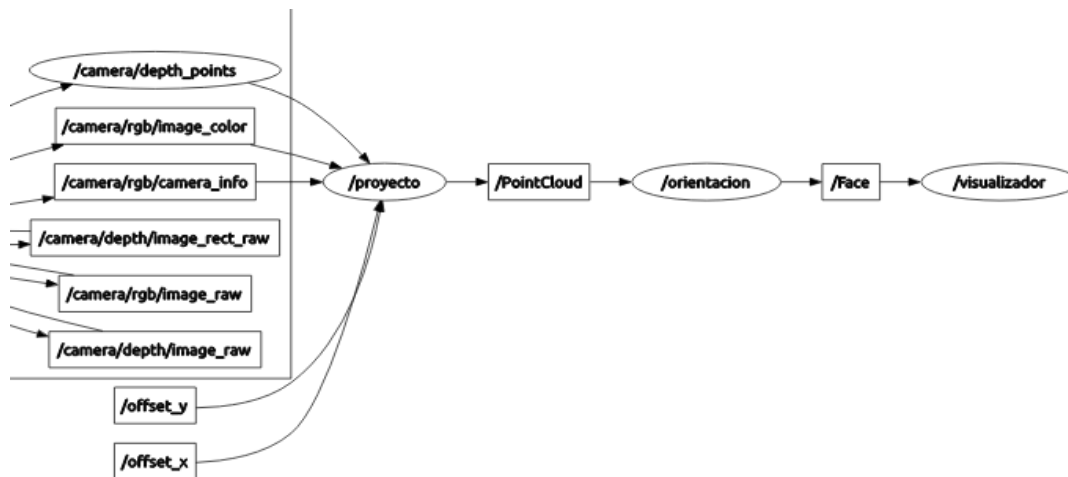 /camera/depth_points
/camera/rgb/image_color
/camera/rgb/camera_info
/camera/depth/image_rect_raw
/camera/rgb/image_raw
/camera/depth/image_raw
/offset_y
/offset_x
/proyecto
/PointCloud
/orientacion
/Face
/visualizador